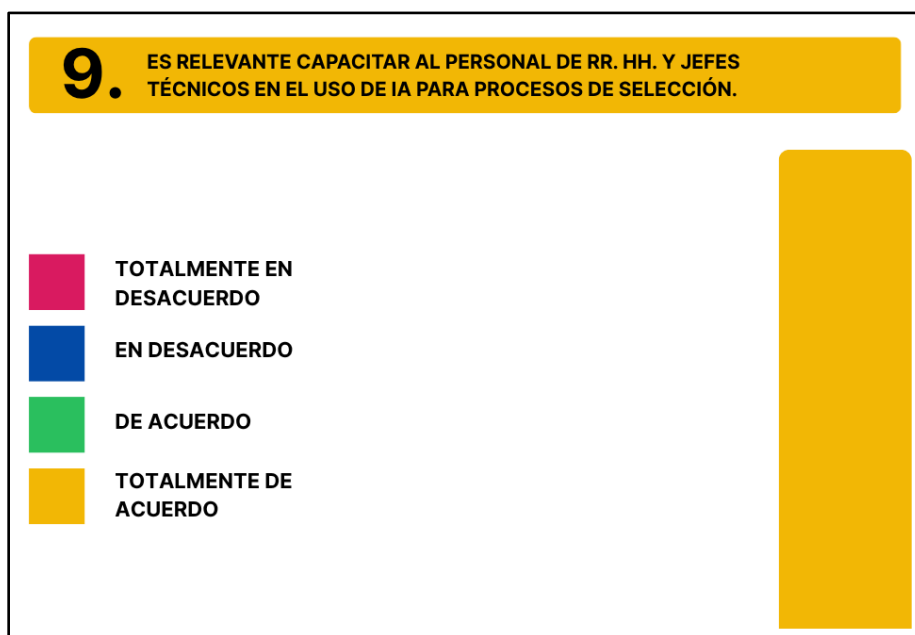 9.
ES RELEVANTE CAPACITAR AL PERSONAL DE RR. HH. Y JEFES
TÉCNICOS EN EL USO DE IA PARA PROCESOS DE SELECCIÓN.
TOTALMENTE EN
DESACUERDO
EN DESACUERDO
DE ACUERDO
TOTALMENTE DE
ACUERDO